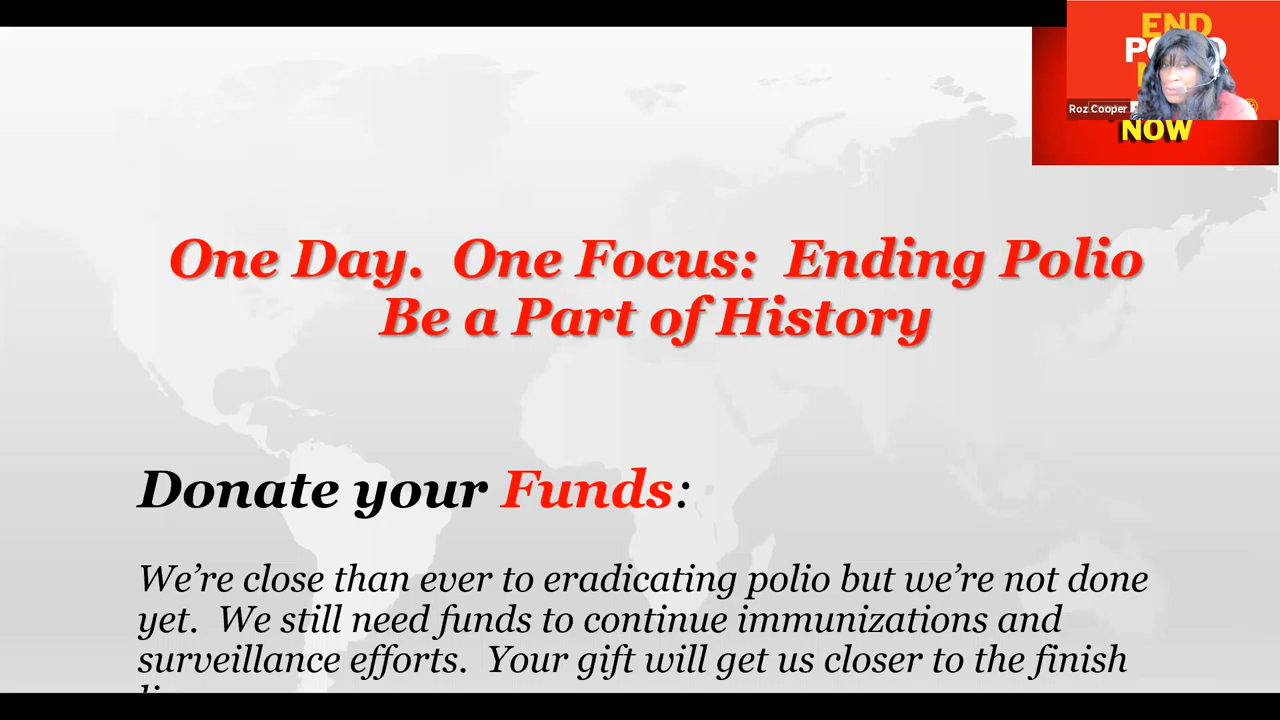 END
NOW
Roz Cooper
One Day.  One Focus:  Ending Polio
Be a Part of History
Donate your Funds:
We're close than ever to eradicating polio but we're not done
yet.  We still need funds to continue immunizations and
surveillance efforts.  Your gift will get us closer to the finish